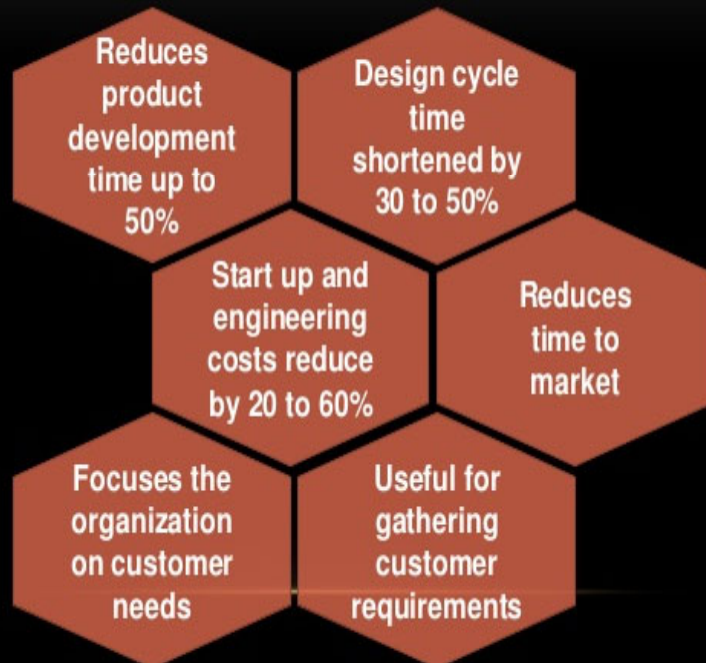 Reduces
product
development
time up to
50%
Design cycle
time
shortened by
30 to 50%
Start up and
engineering
costs reduce
by 20 to 60%
Reduces
time to
market
Focuses the
organization
on customer
needs
Useful for
gathering
customer
requirements